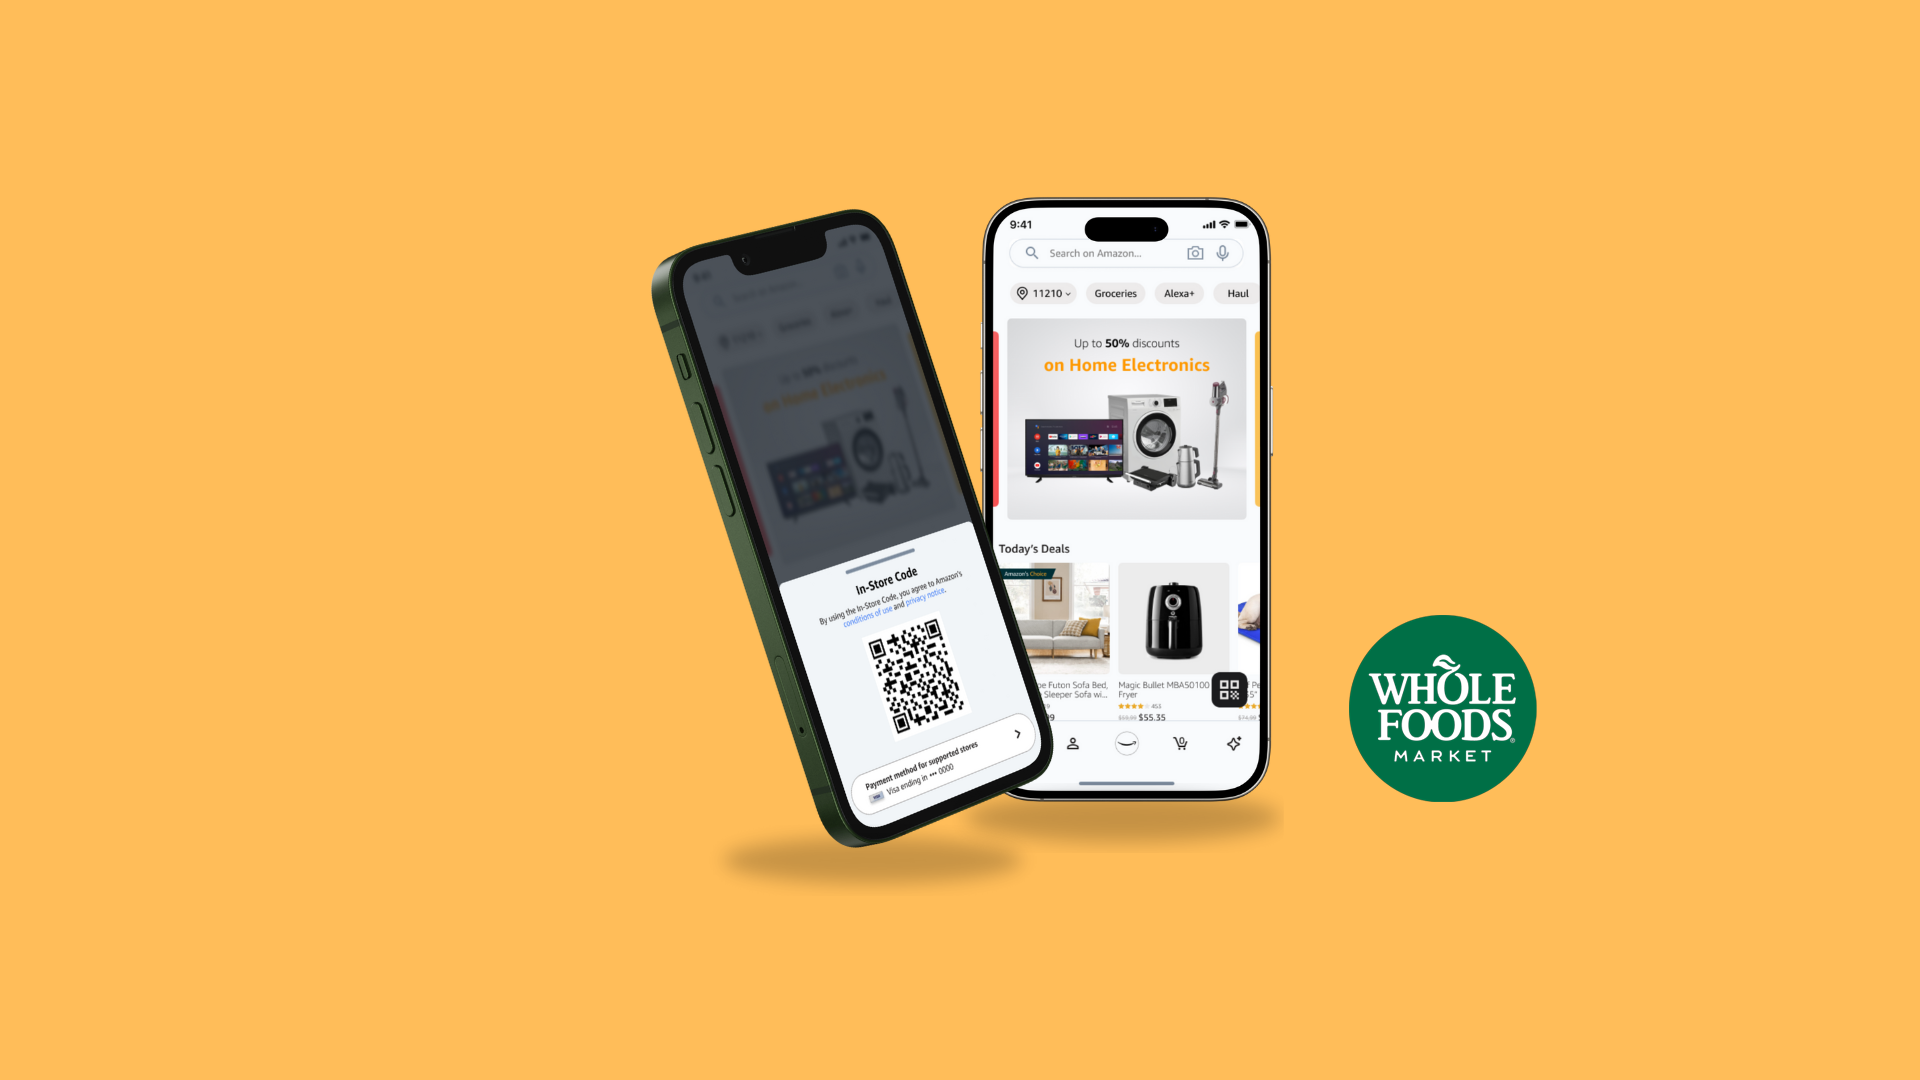 In-Store Code
By using the In-Store Code, you agree to Amazon's
conditions of use and privacy notice.
Payment method for supported stores
Visa ending in ••• 0000
9:41
Search on Amazon...
11210
Groceries
Alexa+
Haul
Up to 50% discounts
on Home Electronics
Today's Deals
Amazon's Choice
Futon Sofa Bed,
Sleeper Sofa wi...
Magic Bullet MBA50100
Fryer
$55.35
0
WHOLE
FOODS
MARKET